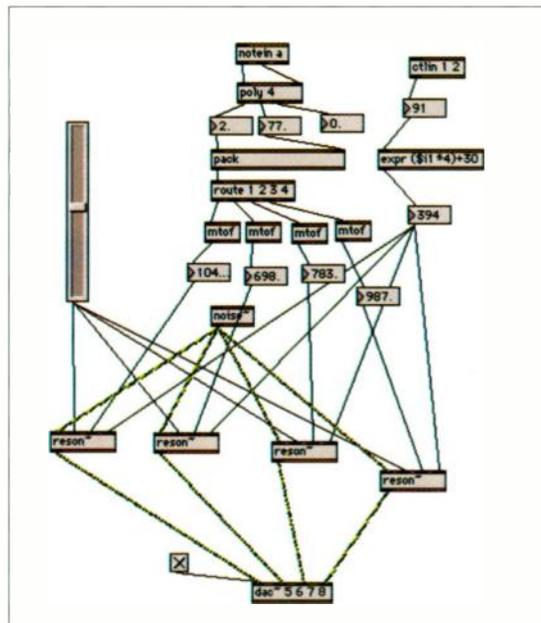 notein a
ctlin 1 2
poly 4
91
2. 77. 0.
pack
expr ($i1 *4)+30
route 1 2 3 4
394
mtof mtof mtof mtof
104... 698. 783.
987.
noise~
reson~ reson~ reson~
reson~
dac~ 5 6 7 8